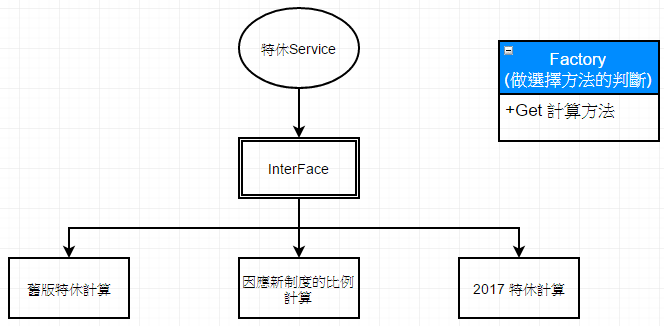 特休Service
Factory
(做選擇方法的判斷)
+Get 計算方法
InterFace
舊版特休計算
因應新制度的比例
計算
2017 特休計算